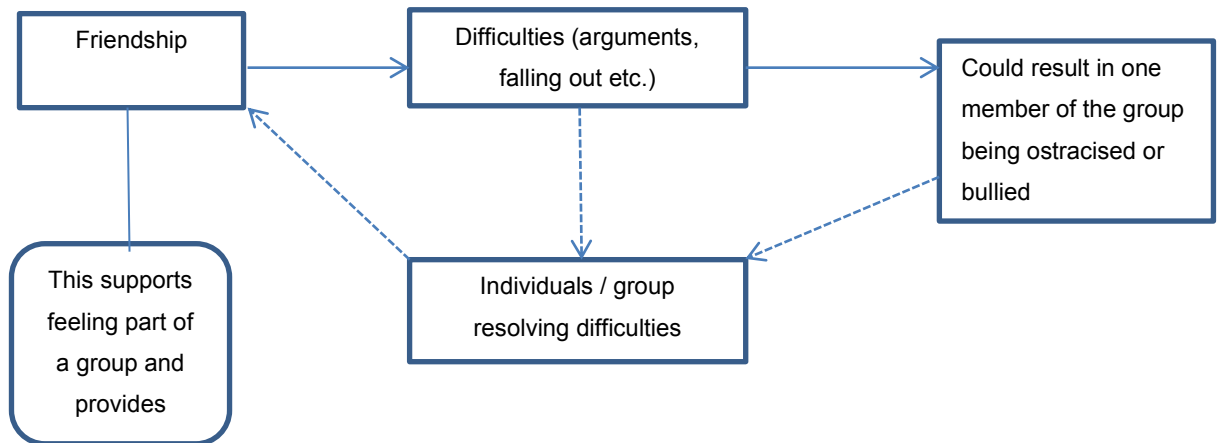 Friendship
Difficulties (arguments,
falling out etc.)
Could result in one
member of the group
being ostracised or
bullied
This supports
feeling part of
a group and
provides
Individuals / group
resolving difficulties